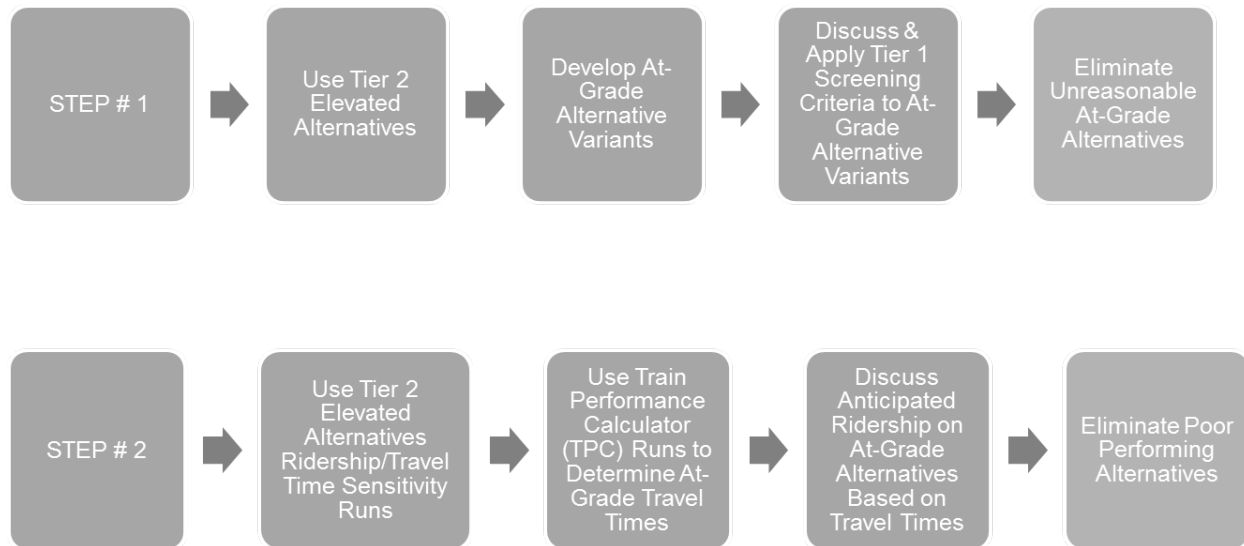 STEP # 1
Use Tier 2
Elevated
Alternatives
Develop At-
Grade
Alternative
Variants
Discuss &
Apply Tier 1
Screening
Criteria to At-
Grade
Alternative
Variants
Eliminate
Unreasonable
At-Grade
Alternatives
STEP # 2
Use Tier 2
Elevated
Alternatives
Ridership/Travel
Time Sensitivity
Runs
Use Train
Performance
Calculator
(TPC) Runs to
Determine At-
Grade Travel
Times
Discuss
Anticipated
Ridership on
At-Grade
Alternatives
Based on
Travel Times
Eliminate Poor
Performing
Alternatives